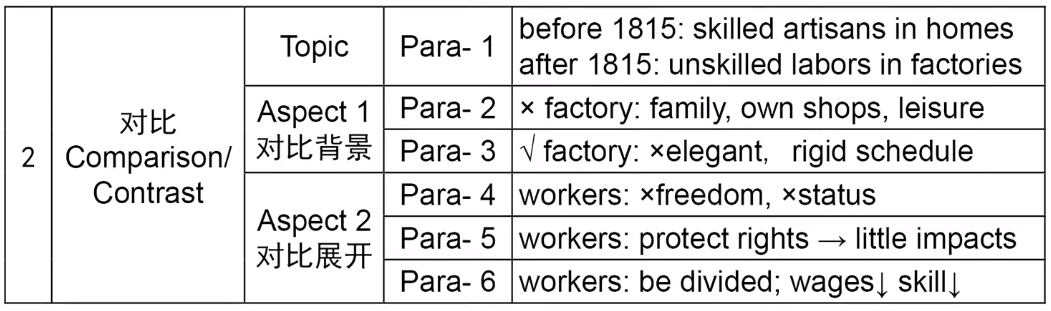 2
对比
Comparison/
Contrast
Topic
Para- 1
before 1815: skilled artisans in homes
after 1815: unskilled labors in factories
Aspect 1
对比背景
Para- 2
× factory: family, own shops, leisure
Para- 3
√ factory: ×elegant, rigid schedule
Aspect 2
对比展开
Para- 4
workers: ×freedom, ×status
Para- 5
workers: protect rights → little impacts
Para- 6
workers: be divided; wages↓ skill↓